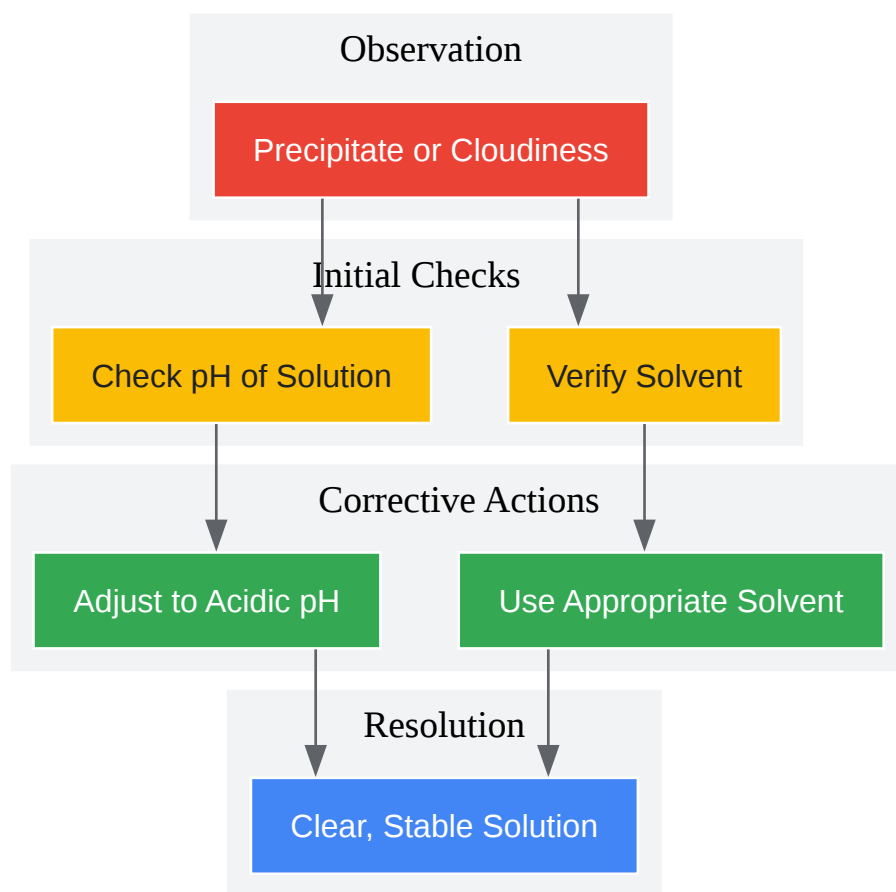 Observation
Precipitate or Cloudiness
Initial Checks
Check pH of Solution
Verify Solvent
Corrective Actions
Adjust to Acidic pH
Use Appropriate Solvent
Resolution
Clear, Stable Solution